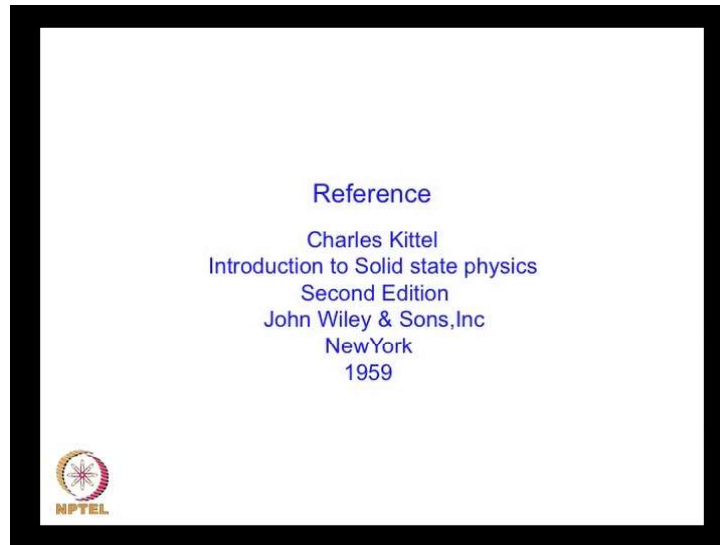 Reference
Charles Kittel
Introduction to Solid state physics
Second Edition
John Wiley & Sons,Inc
NewYork
1959
NPTEL